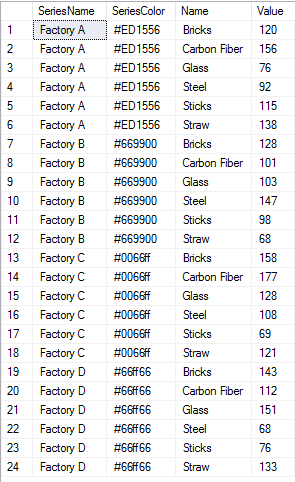 SeriesName SeriesColor Name Value
1 Factory A #ED1556 Bricks 120
2 Factory A #ED1556 Carbon Fiber 156
3 Factory A #ED1556 Glass 76
4 Factory A #ED1556 Steel 92
5 Factory A #ED1556 Sticks 115
6 Factory A #ED1556 Straw 138
7 Factory B #669900 Bricks 128
8 Factory B #669900 Carbon Fiber 101
9 Factory B #669900 Glass 103
10 Factory B #669900 Steel 147
11 Factory B #669900 Sticks 98
12 Factory B #669900 Straw 68
13 Factory C #0066ff Bricks 158
14 Factory C #0066ff Carbon Fiber 177
15 Factory C #0066ff Glass 128
16 Factory C #0066ff Steel 108
17 Factory C #0066ff Sticks 69
18 Factory C #0066ff Straw 121
19 Factory D #66ff66 Bricks 143
20 Factory D #66ff66 Carbon Fiber 112
21 Factory D #66ff66 Glass 151
22 Factory D #66ff66 Steel 68
23 Factory D #66ff66 Sticks 76
24 Factory D #66ff66 Straw 133